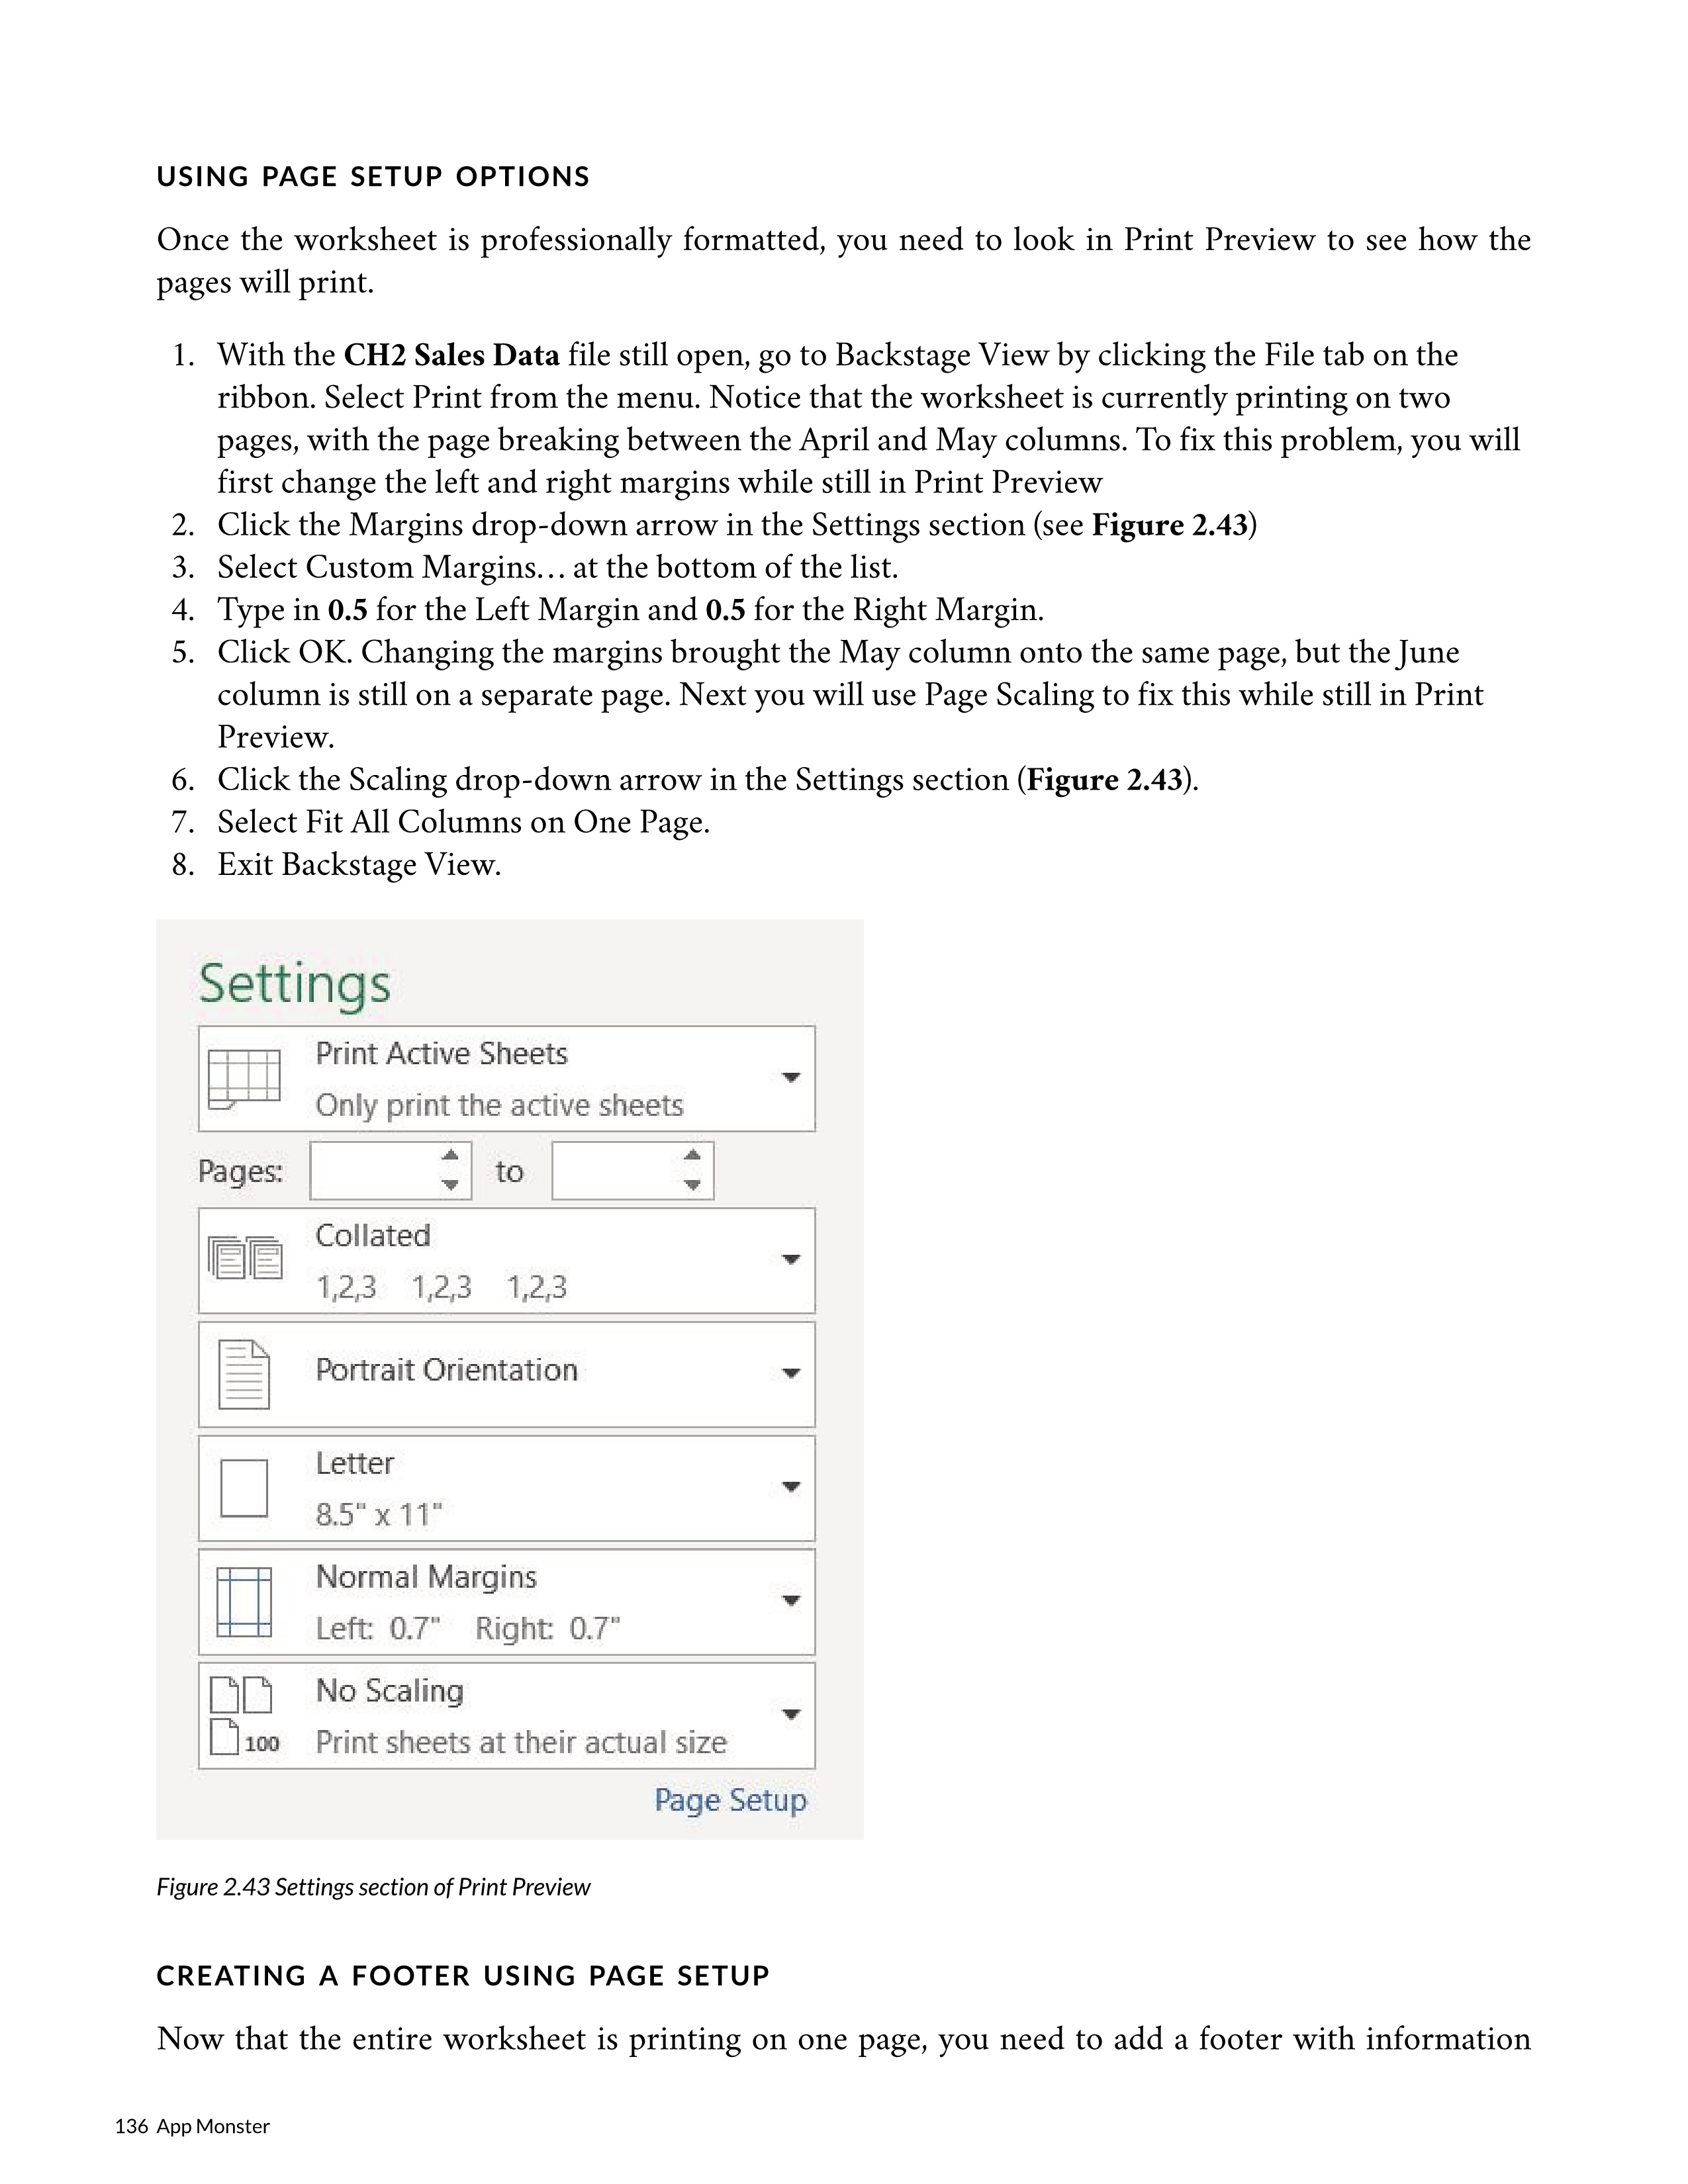 USING PAGE SETUP OPTIONS
Once the worksheet is professionally formatted, you need to look in Print Preview to see how the
pages will print.
1. With the CH2 Sales Data file still open, go to Backstage View by clicking the File tab on the
ribbon. Select Print from the menu. Notice that the worksheet is currently printing on two
pages, with the page breaking between the April and May columns. To fix this problem, you will
first change the left and right margins while still in Print Preview
2. Click the Margins drop-down arrow in the Settings section (see Figure 2.43)
3. Select Custom Margins… at the bottom of the list.
4. Type in 0.5 for the Left Margin and 0.5 for the Right Margin.
5. Click OK. Changing the margins brought the May column onto the same page, but the June
column is still on a separate page. Next you will use Page Scaling to fix this while still in Print
Preview.
6. Click the Scaling drop-down arrow in the Settings section (Figure 2.43).
7. Select Fit All Columns on One Page.
8. Exit Backstage View.
Settings
Print Active Sheets
Only print the active sheets
Pages: to
Collated
1,2,3 1,2,3 1,2,3
Portrait Orientation
Letter
8.5" x 11"
Normal Margins
Left: 0.7" Right: 0.7"
No Scaling
100 Print sheets at their actual size
Page Setup
Figure 2.43 Settings section of Print Preview
CREATING A FOOTER USING PAGE SETUP
Now that the entire worksheet is printing on one page, you need to add a footer with information
136 App Monster